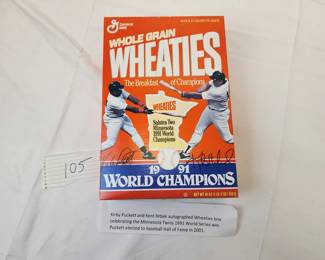 General Mills
WHOLE GRAIN
WHEATIES
The Breakfast of Champions
WHEATIES
Salutes Two
Minnesota
1991 World
Champions
105
1991
WORLD CHAMPIONS
Kirby Puckett and Kent Hrbek autographed Wheaties box
celebrating the Minnesota Twins 1991 World Series win.
Puckett elected to baseball Hall of Fame in 2001.